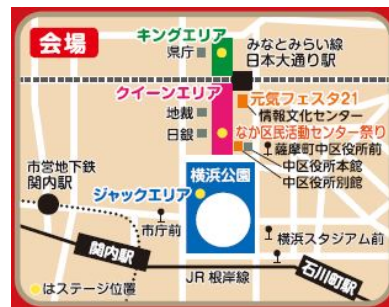 会場
キングエリア
県庁
みなとみらい線
日本大通り駅
クイーンエリア
元気フェスタ21
情報文化センター
地裁
なか区民活動センター祭り
日銀
薩摩町中区役所前
中区役所本館
中区役所別館
市営地下鉄
関内駅
横浜公園
ジャックエリア
市庁前
横浜スタジアム前
関内駅
JR 根岸線
石川町駅
はステージ位置